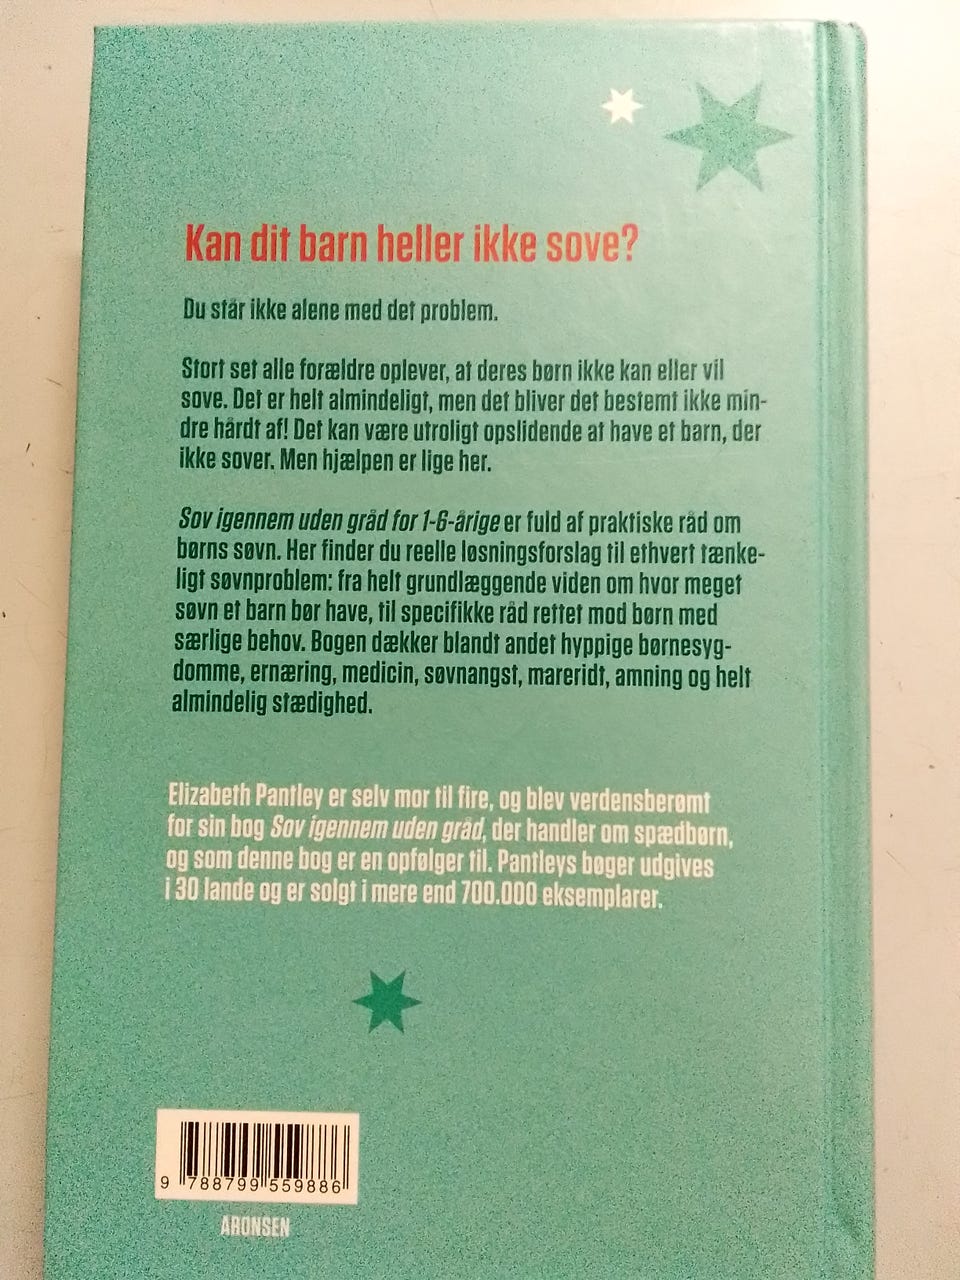 Kan dit barn heller ikke sove?
Du står ikke alene med det problem.
Stort set alle forældre oplever, at deres børn ikke kan eller vil
sove. Det er helt almindeligt, men det bliver det bestemt ikke min-
dre hårdt af! Det kan være utroligt opslidende at have et barn, der
ikke sover. Men hjælpen er lige her.
Sov igennem uden gråd for 1-6-årige er fuld af praktiske råd om
børns søvn. Her finder du reelle løsningsforslag til ethvert tænke-
ligt søvnproblem: fra helt grundlæggende viden om hvor meget
søvn et barn bør have, til specifikke råd rettet mod børn med
særlige behov. Bogen dækker blandt andet hyppige børnesyg-
domme, ernæring, medicin, søvnangst, mareridt, amning og helt
almindelig stædighed.
Elizabeth Pantley er selv mor til fire, og blev verdensberømt
for sin bog Sov igennem uden gråd, der handler om spædbørn,
og som denne bog er en opfølger til. Pantleys bøger udgives
i 30 lande og er solgt i mere end 700.000 eksemplarer.
9 788799 559886
ARONSEN